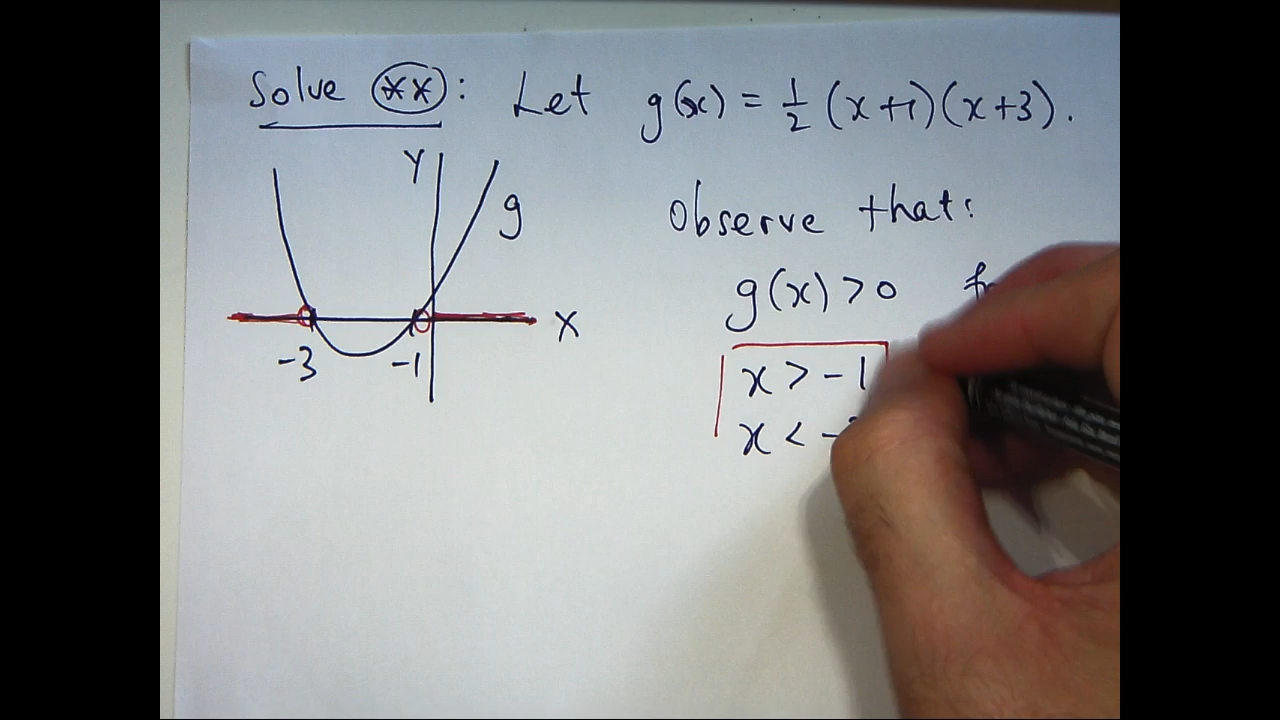 Solve ** : Let g(x) = 1/2 (x+1)(x+3).
Y
g
Observe that:
g(x) > 0
X
-3 -1
x > -1
x < -